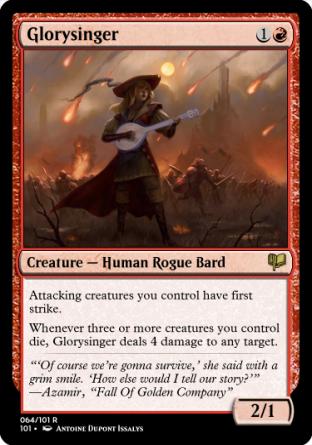 Glorysinger 1
Creature — Human Rogue Bard
Attacking creatures you control have first
strike.
Whenever three or more creatures you control
die, Glorysinger deals 4 damage to any target.
“‘Of course we’re gonna survive,’ she said with a
grim smile. ‘How else would I tell our story?’”
—Azamir, “Fall Of Golden Company”
2/1
064/101 R
101 • Antoine Dupont Issalys